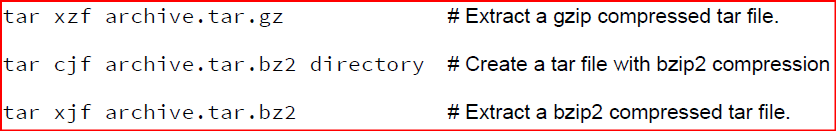 tar xzf archive.tar.gz # Extract a gzip compressed tar file.
tar cjf archive.tar.bz2 directory # Create a tar file with bzip2 compression
tar xjf archive.tar.bz2 # Extract a bzip2 compressed tar file.